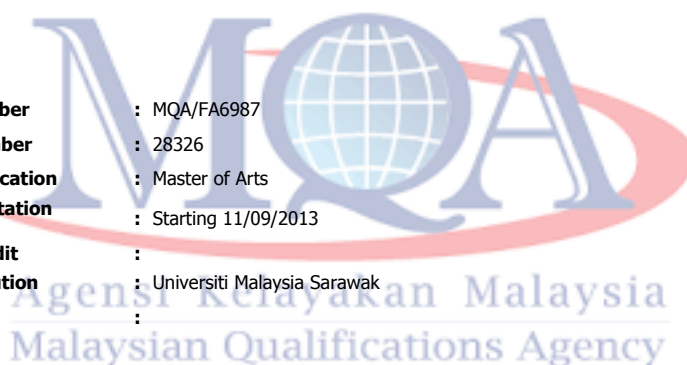 MQA
ber : MQA/FA6987
ber : 28326
cation : Master of Arts
tation : Starting 11/09/2013
dit :
tion : Universiti Malaysia Sarawak
:
Agensi Kelayakan Malaysia
Malaysian Qualifications Agency